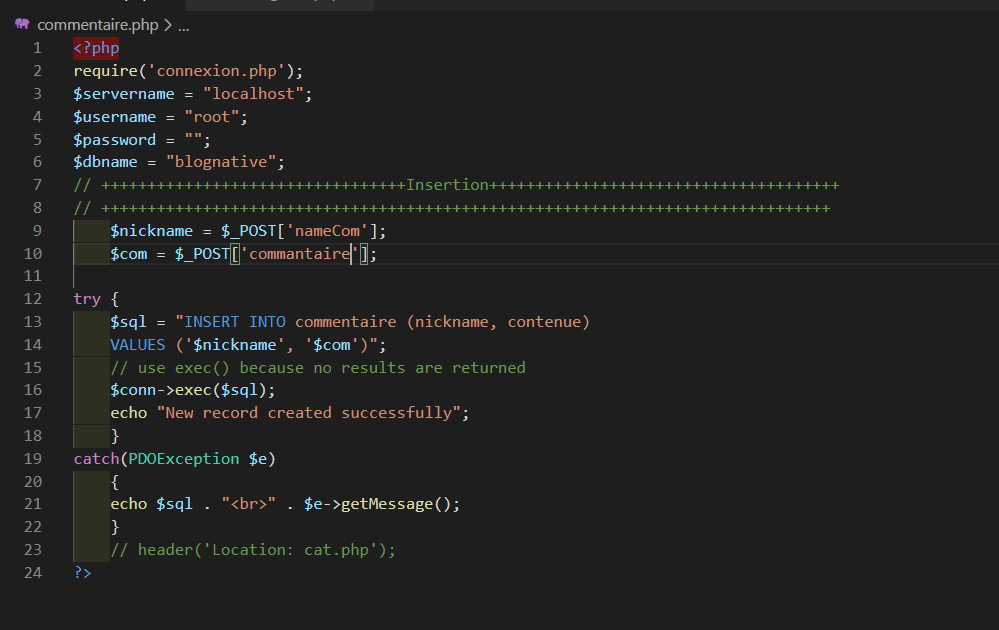 commentaire.php > ...
1 <?php
2 require('connexion.php');
3 $servername = "localhost";
4 $username = "root";
5 $password = "";
6 $dbname = "blognative";
7 // +++++++++++++++++++++++++++++++++Insertion++++++++++++++++++++++++++++++++++++++
8 // +++++++++++++++++++++++++++++++++++++++++++++++++++++++++++++++++++++++++++++++
9 $nickname = $_POST['nameCom'];
10 $com = $_POST['commantaire'];
11
12 try {
13 $sql = "INSERT INTO commentaire (nickname, contenue)
14 VALUES ('$nickname', '$com')";
15 // use exec() because no results are returned
16 $conn->exec($sql);
17 echo "New record created successfully";
18 }
19 catch(PDOException $e)
20 {
21 echo $sql . "<br>" . $e->getMessage();
22 }
23 // header('Location: cat.php');
24 ?>